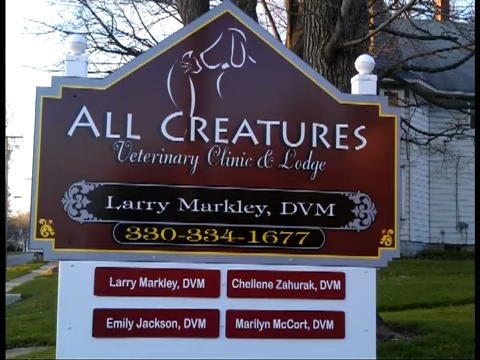 ALL CREATURES
Veterinary Clinic & Lodge
Larry Markley, DVM
330-334-1677
Larry Markley, DVM
Chellene Zahurak, DVM
Emily Jackson, DVM
Marilyn McCort, DVM